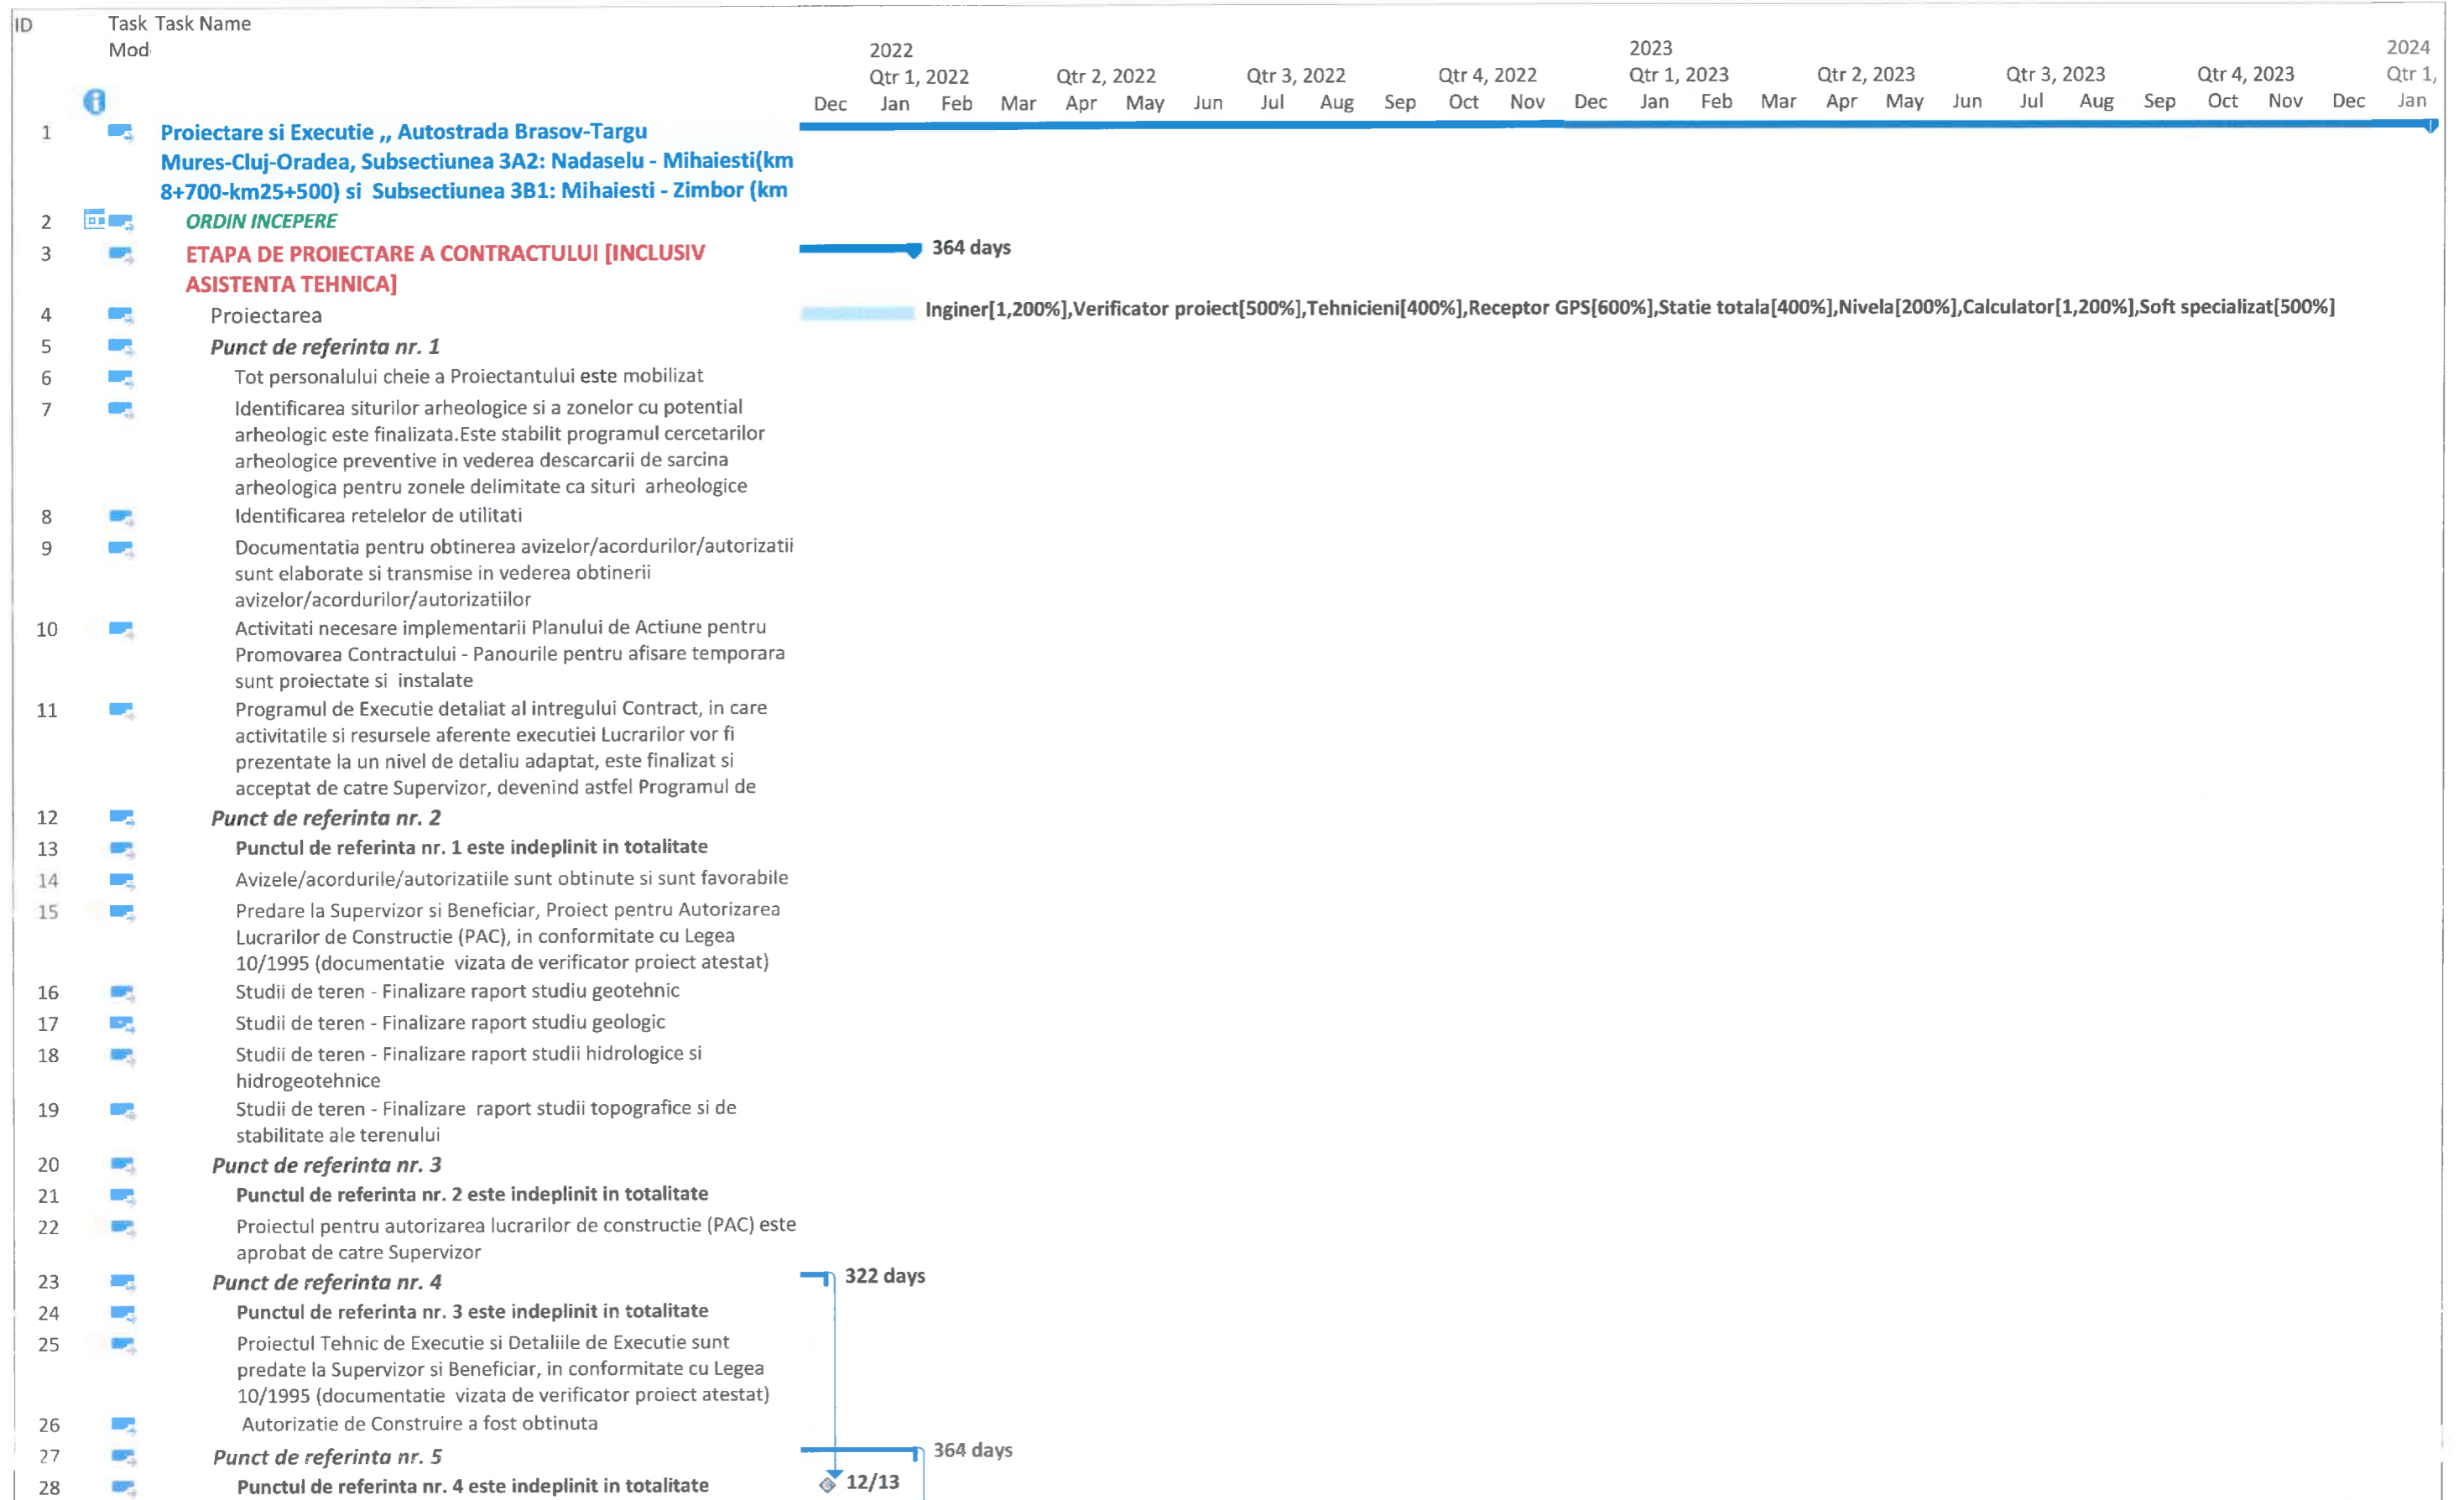 ID Task Task Name
Mod
2022 2023 2024
Qtr 1, 2022 Qtr 2, 2022 Qtr 3, 2022 Qtr 4, 2022 Qtr 1, 2023 Qtr 2, 2023 Qtr 3, 2023 Qtr 4, 2023 Qtr 1,
Dec Jan Feb Mar Apr May Jun Jul Aug Sep Oct Nov Dec Jan Feb Mar Apr May Jun Jul Aug Sep Oct Nov Dec Jan
1 Proiectare si Executie ,, Autostrada Brasov-Targu
Mures-Cluj-Oradea, Subsectiunea 3A2: Nadaselu - Mihaiesti(km
8+700-km25+500) si Subsectiunea 3B1: Mihaiesti - Zimbor (km
2 ORDIN INCEPERE
3 ETAPA DE PROIECTARE A CONTRACTULUI [INCLUSIV 364 days
ASISTENTA TEHNICA]
4 Proiectarea Inginer[1,200%],Verificator proiect[500%],Tehnicieni[400%],Receptor GPS[600%],Statie totala[400%],Nivela[200%],Calculator[1,200%],Soft specializat[500%]
5 Punct de referinta nr. 1
6 Tot personalului cheie a Proiectantului este mobilizat
7 Identificarea siturilor arheologice si a zonelor cu potential
arheologic este finalizata.Este stabilit programul cercetarilor
arheologice preventive in vederea descarcarii de sarcina
arheologica pentru zonele delimitate ca situri arheologice
8 Identificarea retelelor de utilitati
9 Documentatia pentru obtinerea avizelor/acordurilor/autorizatii
sunt elaborate si transmise in vederea obtinerii
avizelor/acordurilor/autorizatiilor
10 Activitati necesare implementarii Planului de Actiune pentru
Promovarea Contractului - Panourile pentru afisare temporara
sunt proiectate si instalate
11 Programul de Executie detaliat al intregului Contract, in care
activitatile si resursele aferente executiei Lucrarilor vor fi
prezentate la un nivel de detaliu adaptat, este finalizat si
acceptat de catre Supervizor, devenind astfel Programul de
12 Punct de referinta nr. 2
13 Punctul de referinta nr. 1 este indeplinit in totalitate
14 Avizele/acordurile/autorizatiile sunt obtinute si sunt favorabile
15 Predare la Supervizor si Beneficiar, Proiect pentru Autorizarea
Lucrarilor de Constructie (PAC), in conformitate cu Legea
10/1995 (documentatie vizata de verificator proiect atestat)
16 Studii de teren - Finalizare raport studiu geotehnic
17 Studii de teren - Finalizare raport studiu geologic
18 Studii de teren - Finalizare raport studii hidrologice si
hidrogeotehnice
19 Studii de teren - Finalizare raport studii topografice si de
stabilitate ale terenului
20 Punct de referinta nr. 3
21 Punctul de referinta nr. 2 este indeplinit in totalitate
22 Proiectul pentru autorizarea lucrarilor de constructie (PAC) este
aprobat de catre Supervizor
23 Punct de referinta nr. 4 322 days
24 Punctul de referinta nr. 3 este indeplinit in totalitate
25 Proiectul Tehnic de Executie si Detaliile de Executie sunt
predate la Supervizor si Beneficiar, in conformitate cu Legea
10/1995 (documentatie vizata de verificator proiect atestat)
26 Autorizatie de Construire a fost obtinuta
27 Punct de referinta nr. 5 364 days
28 Punctul de referinta nr. 4 este indeplinit in totalitate 12/13